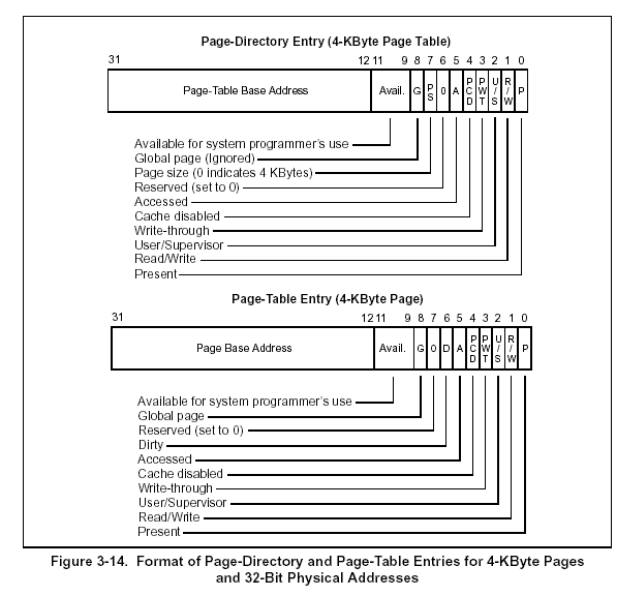 Page-Directory Entry (4-KByte Page Table)
31 12 11 9 8 7 6 5 4 3 2 1 0
Page-Table Base Address Avail. G PS 0 A PCD PWT U/S R/W P
Available for system programmer's use
Global page (Ignored)
Page size (0 indicates 4 KBytes)
Reserved (set to 0)
Accessed
Cache disabled
Write-through
User/Supervisor
Read/Write
Present
Page-Table Entry (4-KByte Page)
31 12 11 9 8 7 6 5 4 3 2 1 0
Page Base Address Avail. G 0 D A PCD PWT U/S R/W P
Available for system programmer's use
Global page
Reserved (set to 0)
Dirty
Accessed
Cache disabled
Write-through
User/Supervisor
Read/Write
Present
Figure 3-14. Format of Page-Directory and Page-Table Entries for 4-KByte Pages
and 32-Bit Physical Addresses